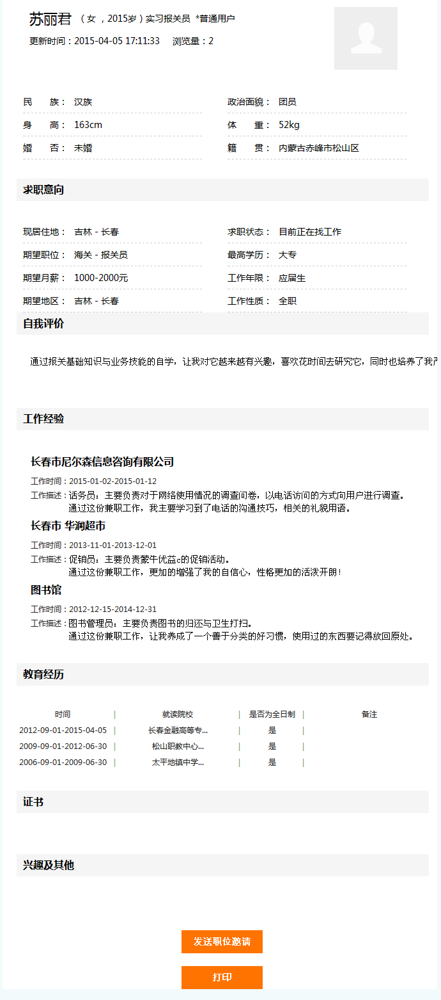 苏丽君 （ 女 ，2015岁）实习报关员 *普通用户
更新时间：2015-04-05 17:11:33 浏览量：2
民 族： 汉族 政治面貌： 团员
身 高： 163cm 体 重： 52kg
婚 否： 未婚 籍 贯： 内蒙古赤峰市松山区
求职意向
现居住地： 吉林 - 长春 求职状态： 目前正在找工作
期望职位： 海关 - 报关员 最高学历： 大专
期望月薪： 1000-2000元 工作年限： 应届生
期望地区： 吉林 - 长春 工作性质： 全职
自我评价
通过报关基础知识与业务技能的自学，让我对它越来越有兴趣，喜欢花时间去研究它，同时也培养了我
工作经验
长春市尼尔森信息咨询有限公司
工作时间：2015-01-02-2015-01-12
工作描述：话务员：主要负责对于网络使用情况的调查问卷，以电话访问的方式向用户进行调查。
通过这份兼职工作，我主要学习到了电话的沟通技巧，相关的礼貌用语。
长春市 华润超市
工作时间：2013-11-01-2013-12-01
工作描述：促销员：主要负责蒙牛优益c的促销活动。
通过这份兼职工作，更加的增强了我的自信心，性格更加的活泼开朗！
图书馆
工作时间：2012-12-15-2014-12-31
工作描述：图书管理员：主要负责图书的归还与卫生打扫。
通过这份兼职工作，让我养成了一个善于分类的好习惯，使用过的东西要记得放回原处。
教育经历
时间 | 就读院校 | 是否为全日制 | 备注
2012-09-01-2015-04-05 | 长春金融高等专... | 是 |
2009-09-01-2012-06-30 | 松山职教中心... | 是 |
2006-09-01-2009-06-30 | 太平地镇中学... | 是 |
证书
兴趣及其他
发送职位邀请
打印